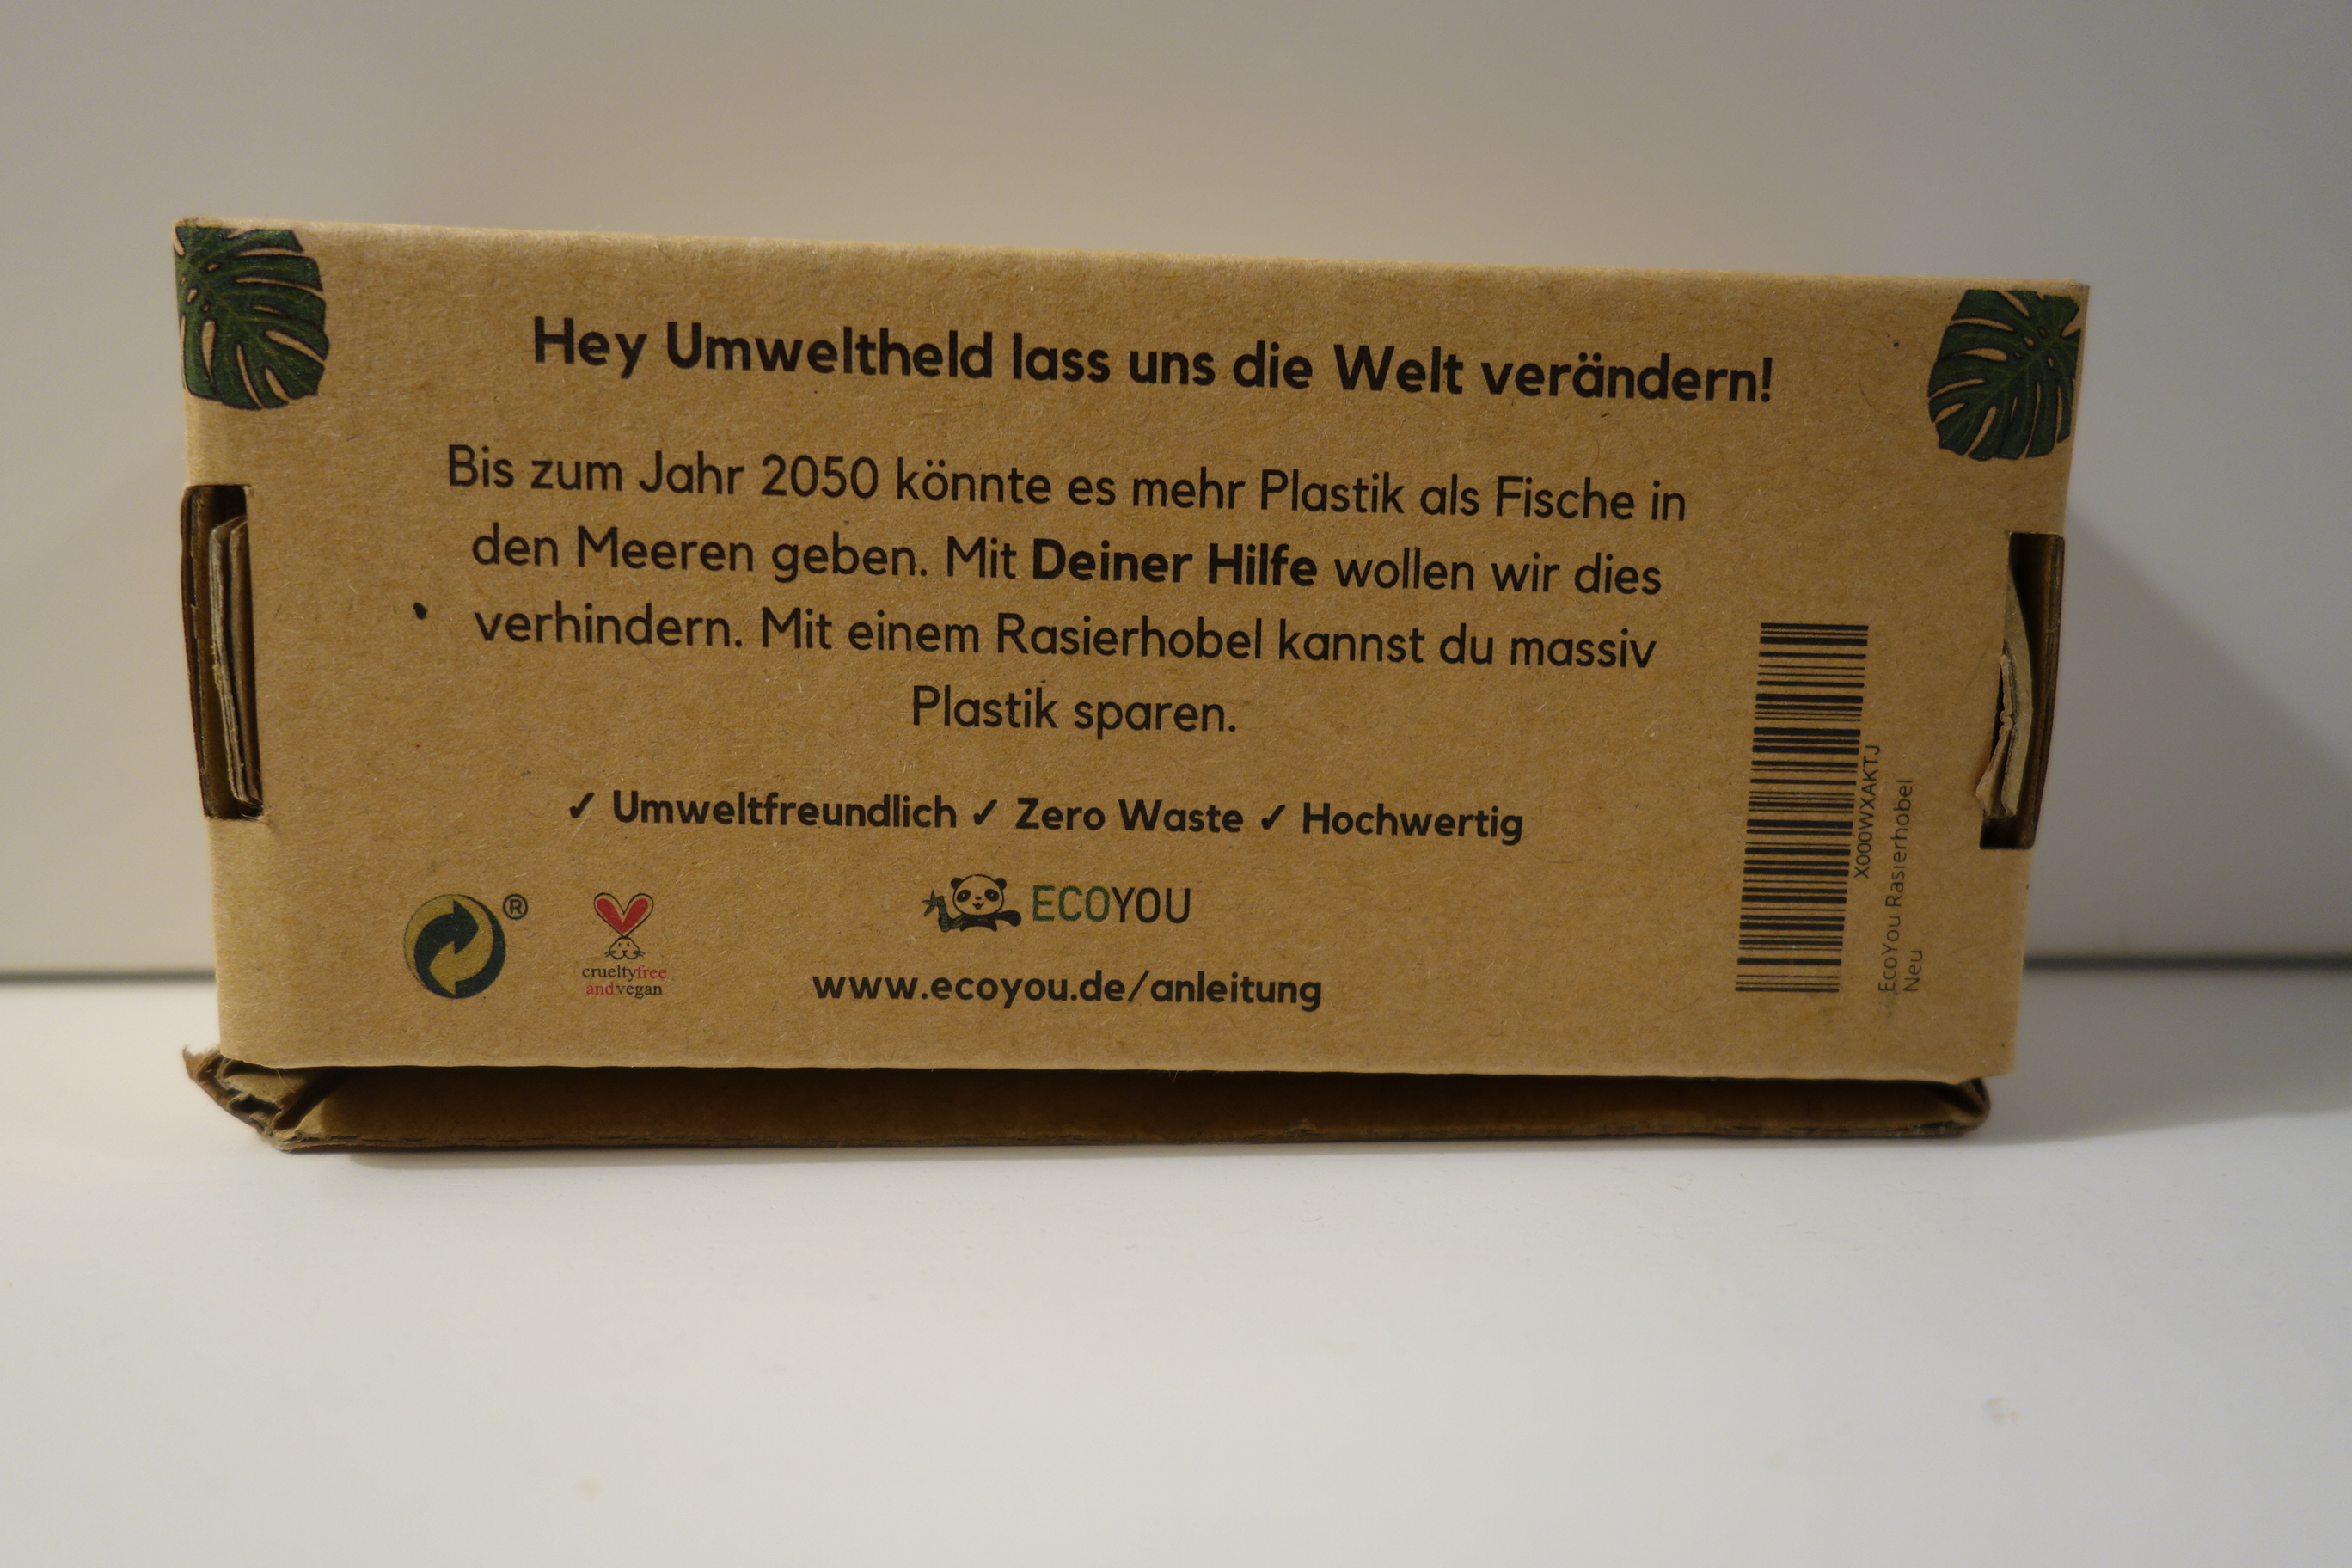 Hey Umweltheld lass uns die Welt verändern!
Bis zum Jahr 2050 könnte es mehr Plastik als Fische in
den Meeren geben. Mit Deiner Hilfe wollen wir dies
verhindern. Mit einem Rasierhobel kannst du massiv
Plastik sparen.
✓ Umweltfreundlich ✓ Zero Waste ✓ Hochwertig
®
crueltyfree
andvegan
ECOYOU
www.ecoyou.de/anleitung
X000WXAKTJ
EcoYou Rasierhobel
Neu